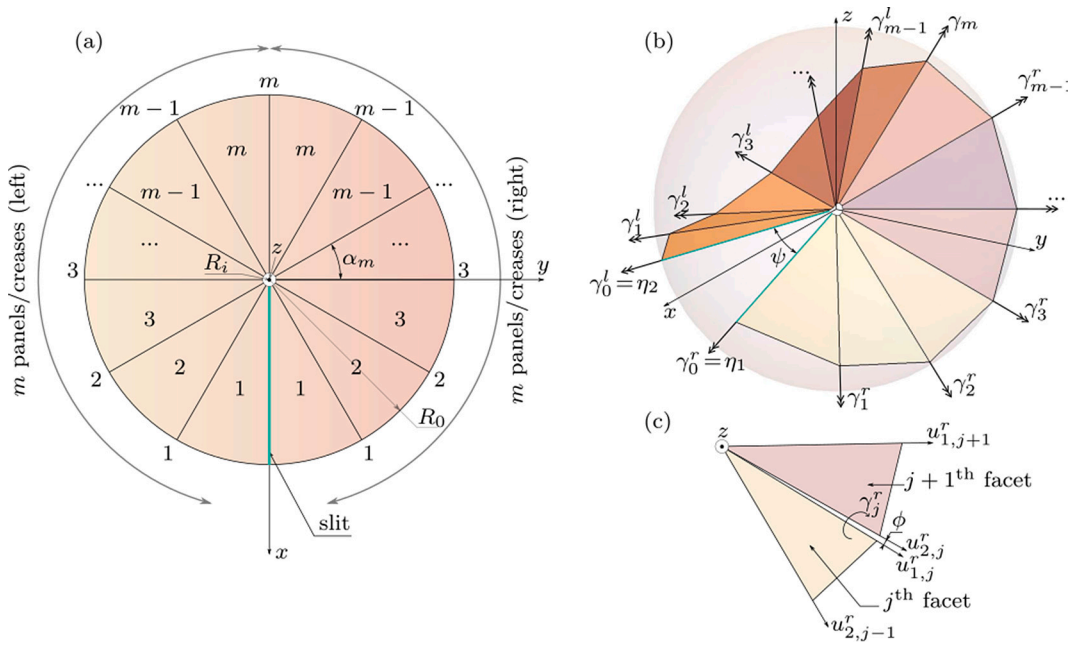 (a)
m
m − 1
m − 1
...
...
m
m
m − 1
m − 1
...
...
3
3
z
R_i
α_m
y
3
3
2
2
2
2
1
1
R_0
1
1
slit
x
m panels/creases (left)
m panels/creases (right)
(b)
z
γ^l_{m−1}
γ_m
γ^r_{m−1}
...
γ^l_3
γ^l_2
γ^l_1
γ^l_0 = η_2
ψ
x
γ^r_0 = η_1
γ^r_1
γ^r_2
γ^r_3
y
...
(c)
z
u^r_{1,j+1}
j + 1^th facet
γ^r_j
ϕ
u^r_{2,j}
u^r_{1,j}
j^th facet
u^r_{2,j−1}